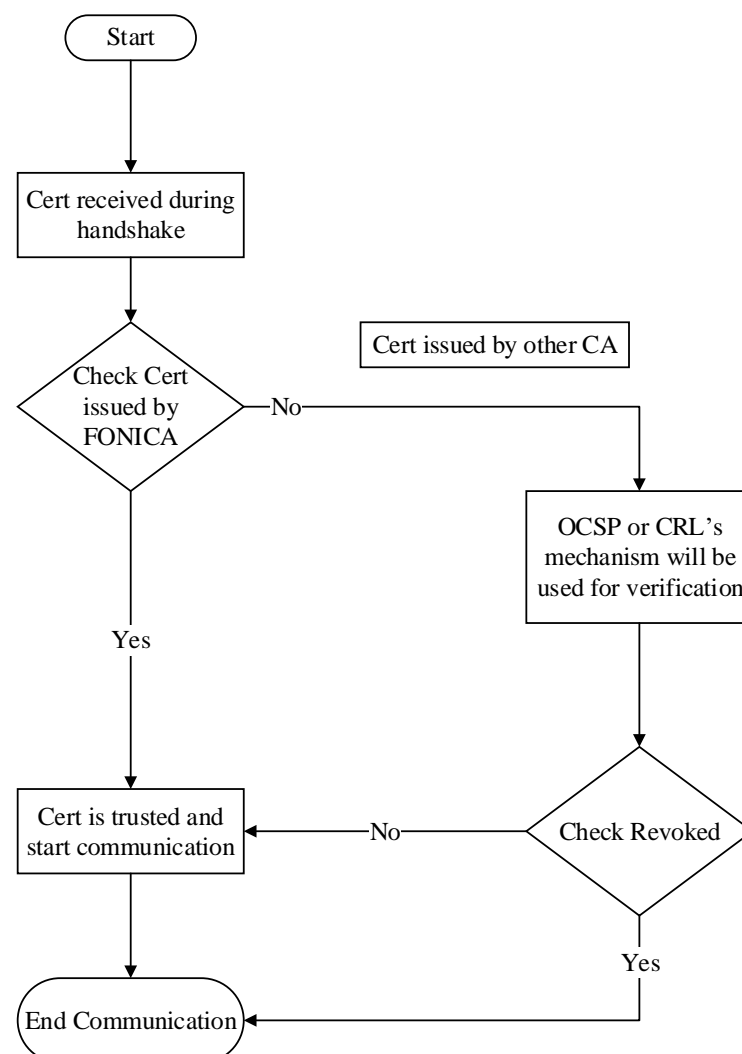 Start
Cert received during
handshake
Cert issued by other CA
Check Cert
issued by
FONICA
No
OCSP or CRL’s
mechanism will be
used for verification
Yes
Cert is trusted and
start communication
No
Check Revoked
Yes
End Communication